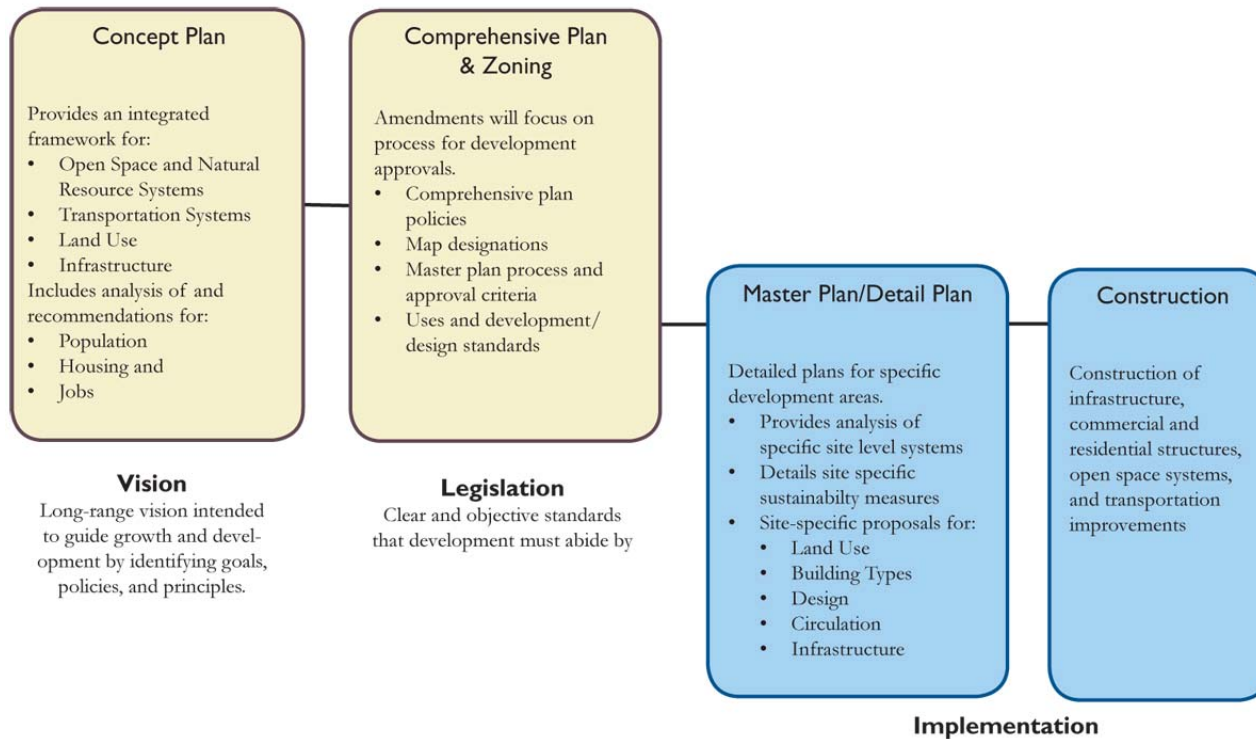 Concept Plan
Provides an integrated
framework for:
• Open Space and Natural
Resource Systems
• Transportation Systems
• Land Use
• Infrastructure
Includes analysis of and
recommendations for:
• Population
• Housing and
• Jobs
Vision
Long-range vision intended
to guide growth and devel-
opment by identifying goals,
policies, and principles.
Comprehensive Plan
& Zoning
Amendments will focus on
process for development
approvals.
• Comprehensive plan
policies
• Map designations
• Master plan process and
approval criteria
• Uses and development/
design standards
Legislation
Clear and objective standards
that development must abide by
Master Plan/Detail Plan
Detailed plans for specific
development areas.
• Provides analysis of
specific site level systems
• Details site specific
sustainabilty measures
• Site-specific proposals for:
• Land Use
• Building Types
• Design
• Circulation
• Infrastructure
Construction
Construction of
infrastructure,
commercial and
residential structures,
open space systems,
and transportation
improvements
Implementation